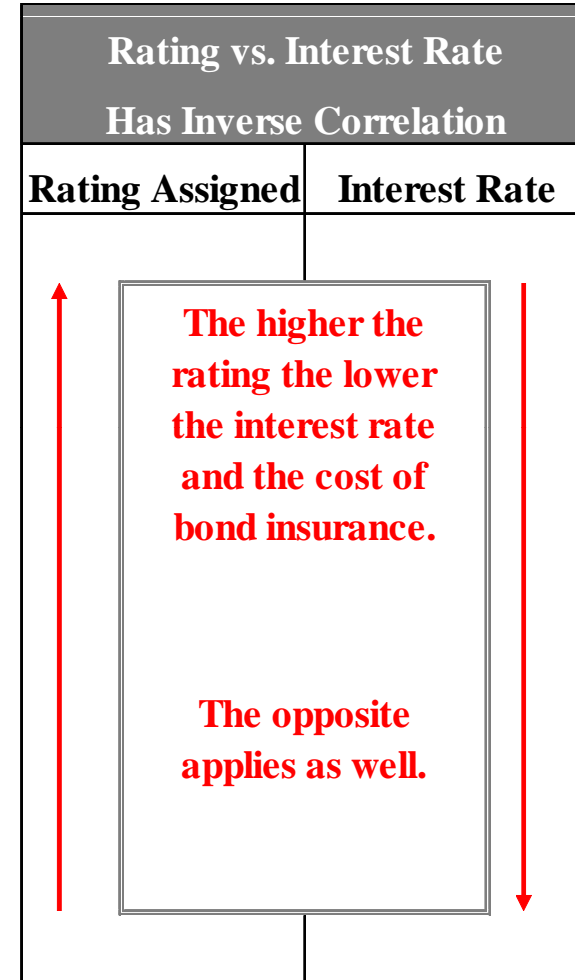 Rating vs. Interest Rate
Has Inverse Correlation
Rating Assigned Interest Rate
The higher the
rating the lower
the interest rate
and the cost of
bond insurance.
The opposite
applies as well.